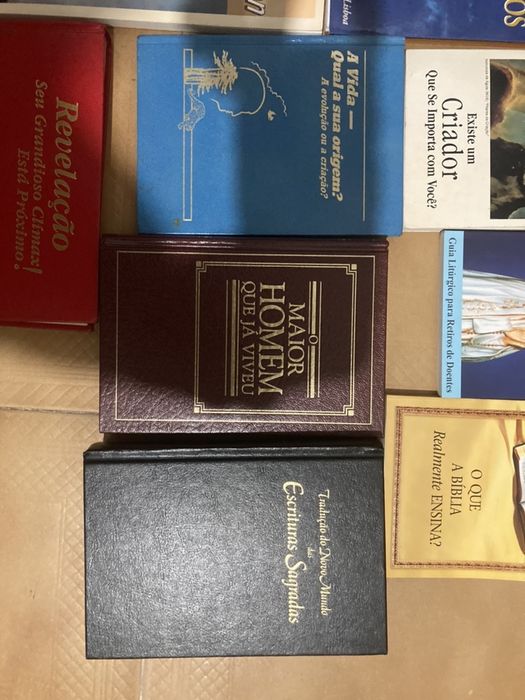 Revelação
Seu Grandioso Clímax
Está Próximo!
A Vida —
Qual a sua origem?
A evolução ou a criação?
Existe um
Criador
Que Se Importa com Você?
Lisboa
OS
O
MAIOR
HOMEM
QUE JÁ VIVEU
Guia Litúrgico para Retiros de Doentes
Tradução do Novo Mundo
das
Escrituras Sagradas
O QUE
A BÍBLIA
Realmente ENSINA?